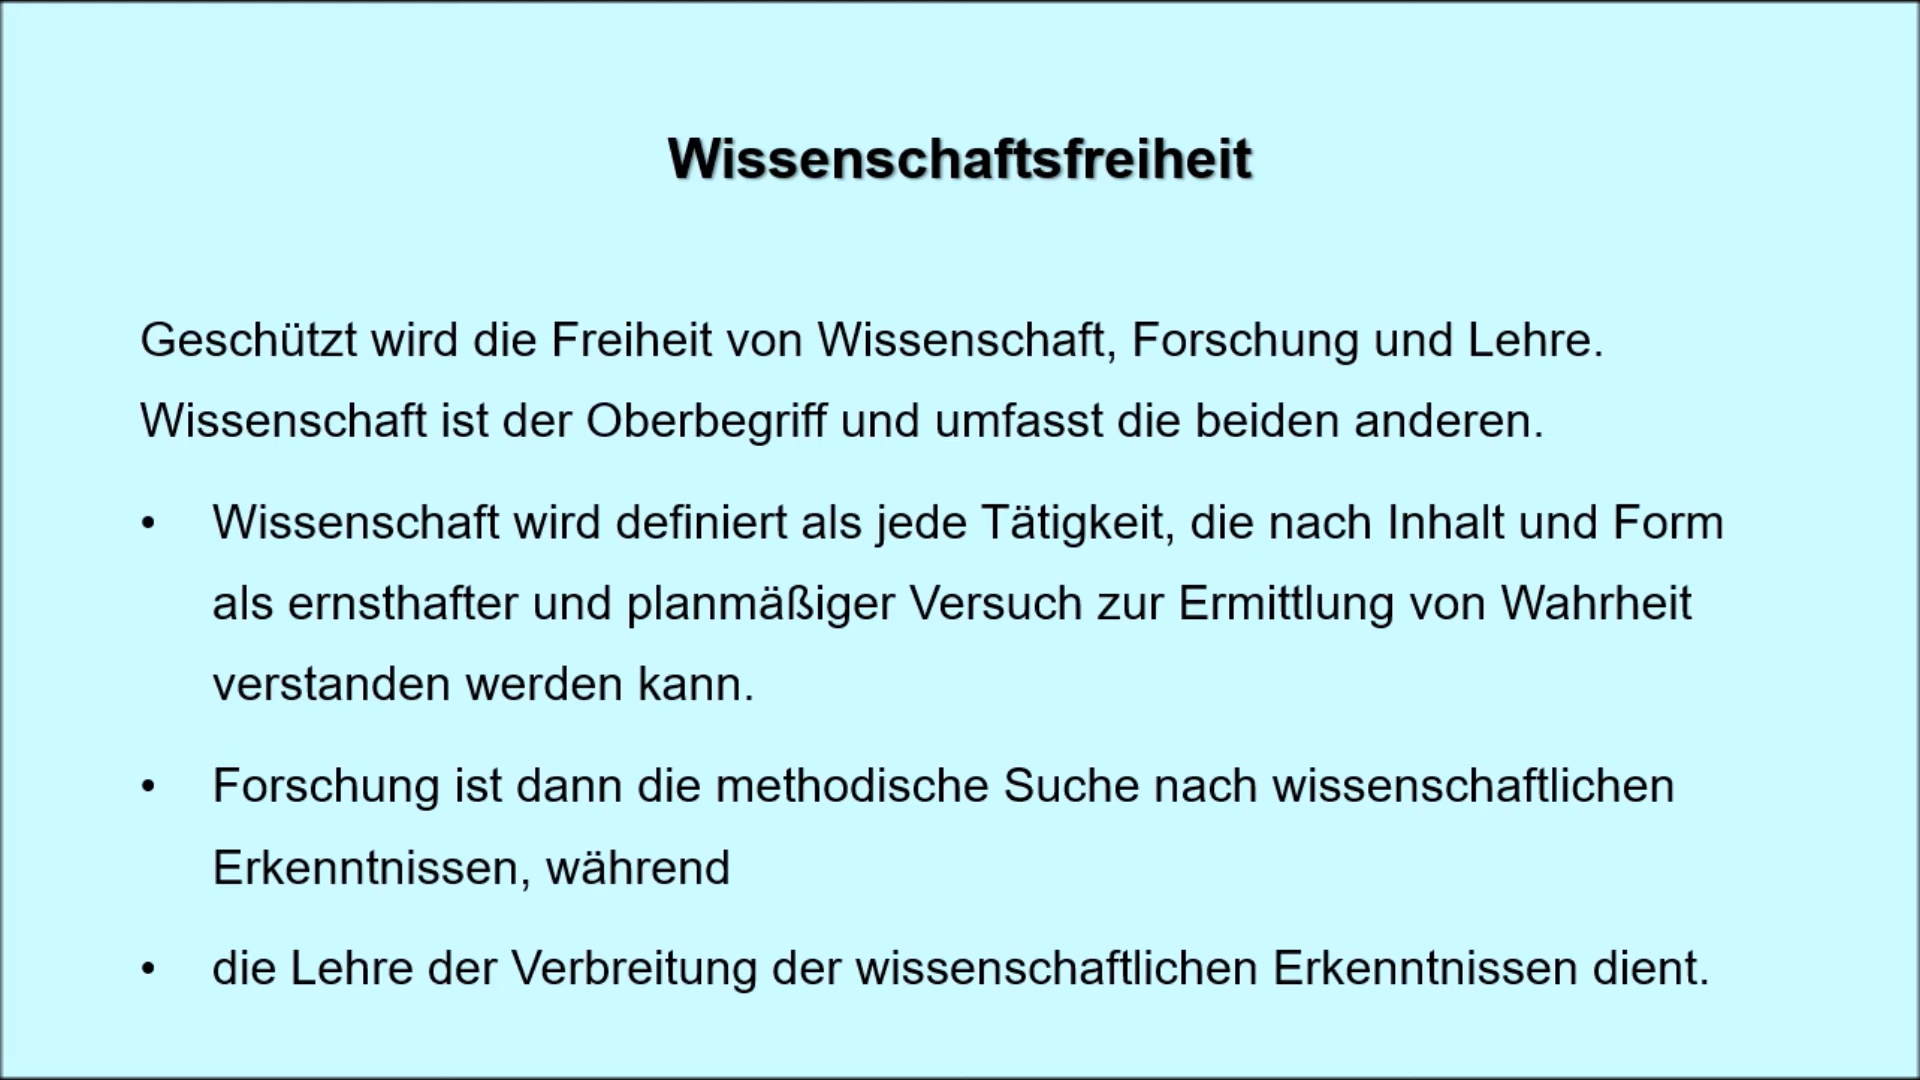 Wissenschaftsfreiheit
Geschützt wird die Freiheit von Wissenschaft, Forschung und Lehre.
Wissenschaft ist der Oberbegriff und umfasst die beiden anderen.
• Wissenschaft wird definiert als jede Tätigkeit, die nach Inhalt und Form
als ernsthafter und planmäßiger Versuch zur Ermittlung von Wahrheit
verstanden werden kann.
• Forschung ist dann die methodische Suche nach wissenschaftlichen
Erkenntnissen, während
• die Lehre der Verbreitung der wissenschaftlichen Erkenntnissen dient.